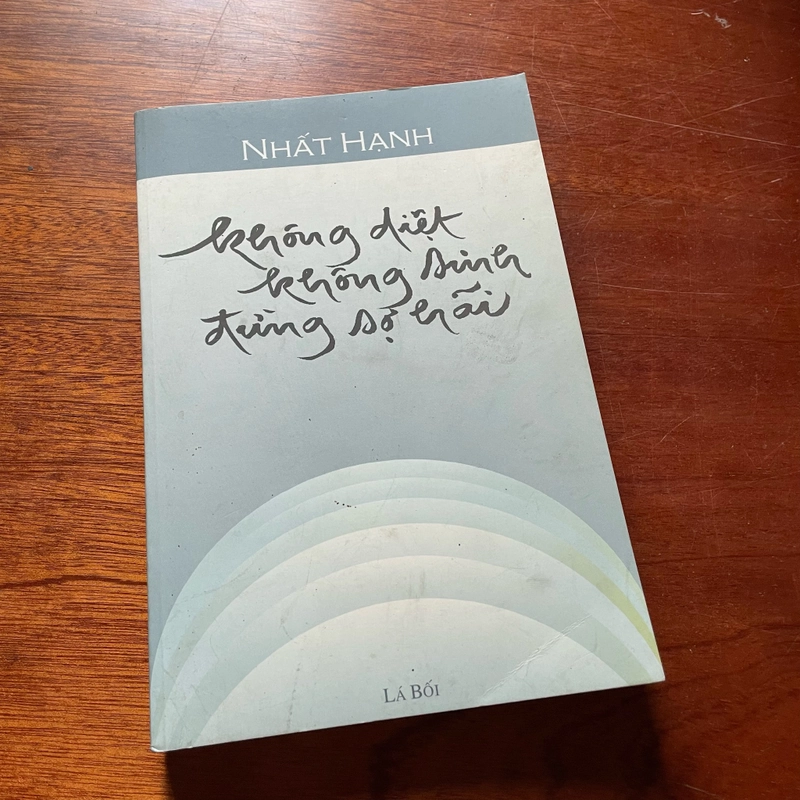 NHẤT HẠNH
không diệt
không sinh
đừng sợ hãi
LÁ BỐI